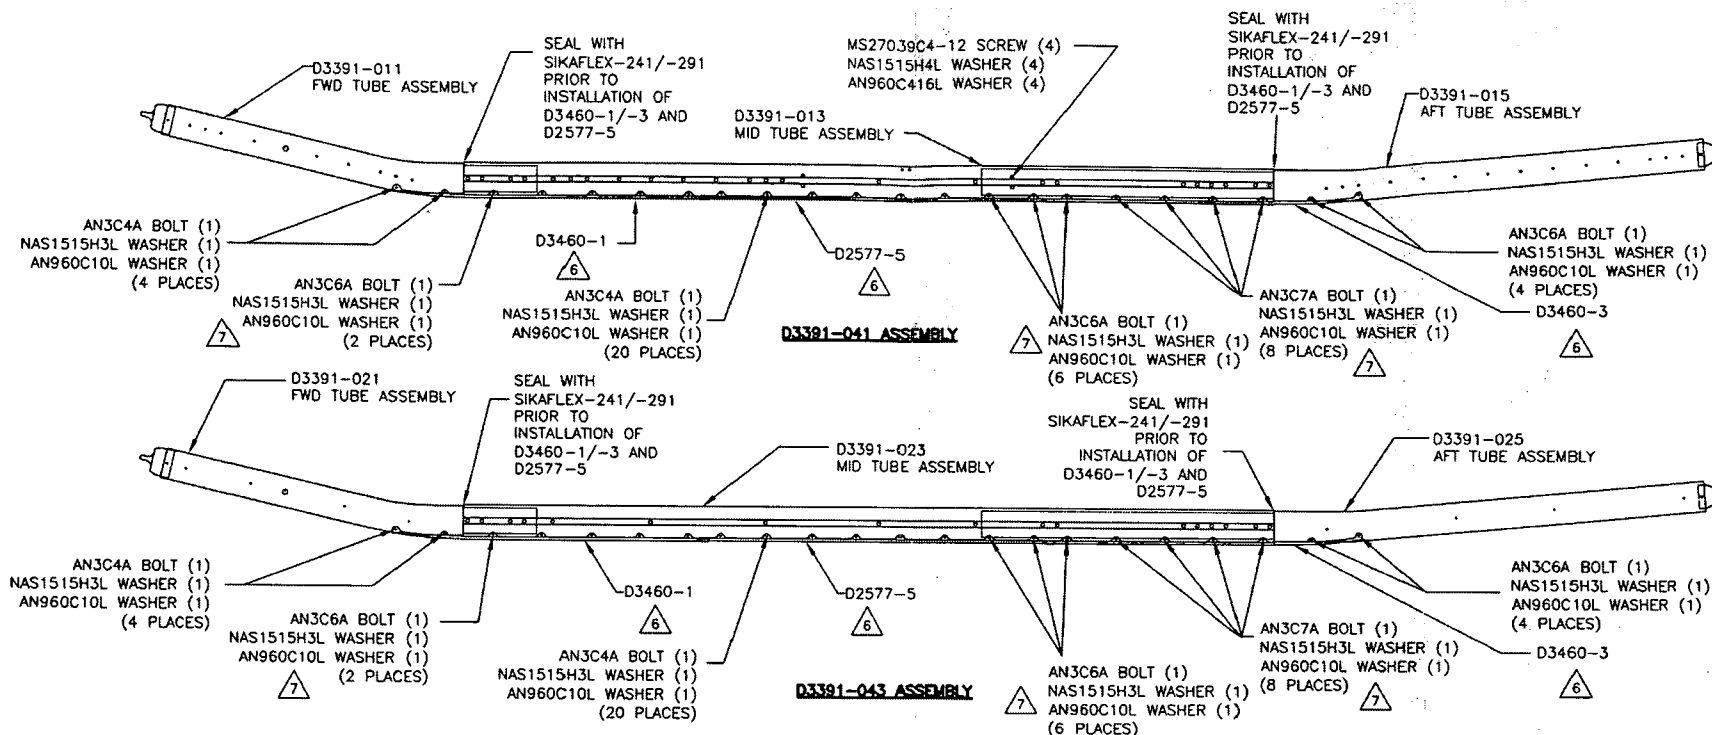 D3391-011
FWD TUBE ASSEMBLY
SEAL WITH
SIKAFLEX-241/-291
PRIOR TO
INSTALLATION OF
D3460-1/-3 AND
D2577-5
D3391-013
MID TUBE ASSEMBLY
MS27039C4-12 SCREW (4)
NAS1515H4L WASHER (4)
AN960C416L WASHER (4)
SEAL WITH
SIKAFLEX-241/-291
PRIOR TO
INSTALLATION OF
D3460-1/-3 AND
D2577-5
D3391-015
AFT TUBE ASSEMBLY
AN3C4A BOLT (1)
NAS1515H3L WASHER (1)
AN960C10L WASHER (1)
(4 PLACES)
AN3C6A BOLT (1)
NAS1515H3L WASHER (1)
AN960C10L WASHER (1)
(2 PLACES)
7
D3460-1
6
AN3C4A BOLT (1)
NAS1515H3L WASHER (1)
AN960C10L WASHER (1)
(20 PLACES)
D2577-5
6
D3391-041 ASSEMBLY
7
AN3C6A BOLT (1)
NAS1515H3L WASHER (1)
AN960C10L WASHER (1)
(6 PLACES)
AN3C7A BOLT (1)
NAS1515H3L WASHER (1)
AN960C10L WASHER (1)
(8 PLACES)
7
AN3C6A BOLT (1)
NAS1515H3L WASHER (1)
AN960C10L WASHER (1)
(4 PLACES)
D3460-3
6
D3391-021
FWD TUBE ASSEMBLY
SEAL WITH
SIKAFLEX-241/-291
PRIOR TO
INSTALLATION OF
D3460-1/-3 AND
D2577-5
D3391-023
MID TUBE ASSEMBLY
SEAL WITH
SIKAFLEX-241/-291
PRIOR TO
INSTALLATION OF
D3460-1/-3 AND
D2577-5
D3391-025
AFT TUBE ASSEMBLY
AN3C4A BOLT (1)
NAS1515H3L WASHER (1)
AN960C10L WASHER (1)
(4 PLACES)
AN3C6A BOLT (1)
NAS1515H3L WASHER (1)
AN960C10L WASHER (1)
(2 PLACES)
7
D3460-1
6
AN3C4A BOLT (1)
NAS1515H3L WASHER (1)
AN960C10L WASHER (1)
(20 PLACES)
D2577-5
6
D3391-043 ASSEMBLY
7
AN3C6A BOLT (1)
NAS1515H3L WASHER (1)
AN960C10L WASHER (1)
(6 PLACES)
AN3C7A BOLT (1)
NAS1515H3L WASHER (1)
AN960C10L WASHER (1)
(8 PLACES)
7
AN3C6A BOLT (1)
NAS1515H3L WASHER (1)
AN960C10L WASHER (1)
(4 PLACES)
D3460-3
6